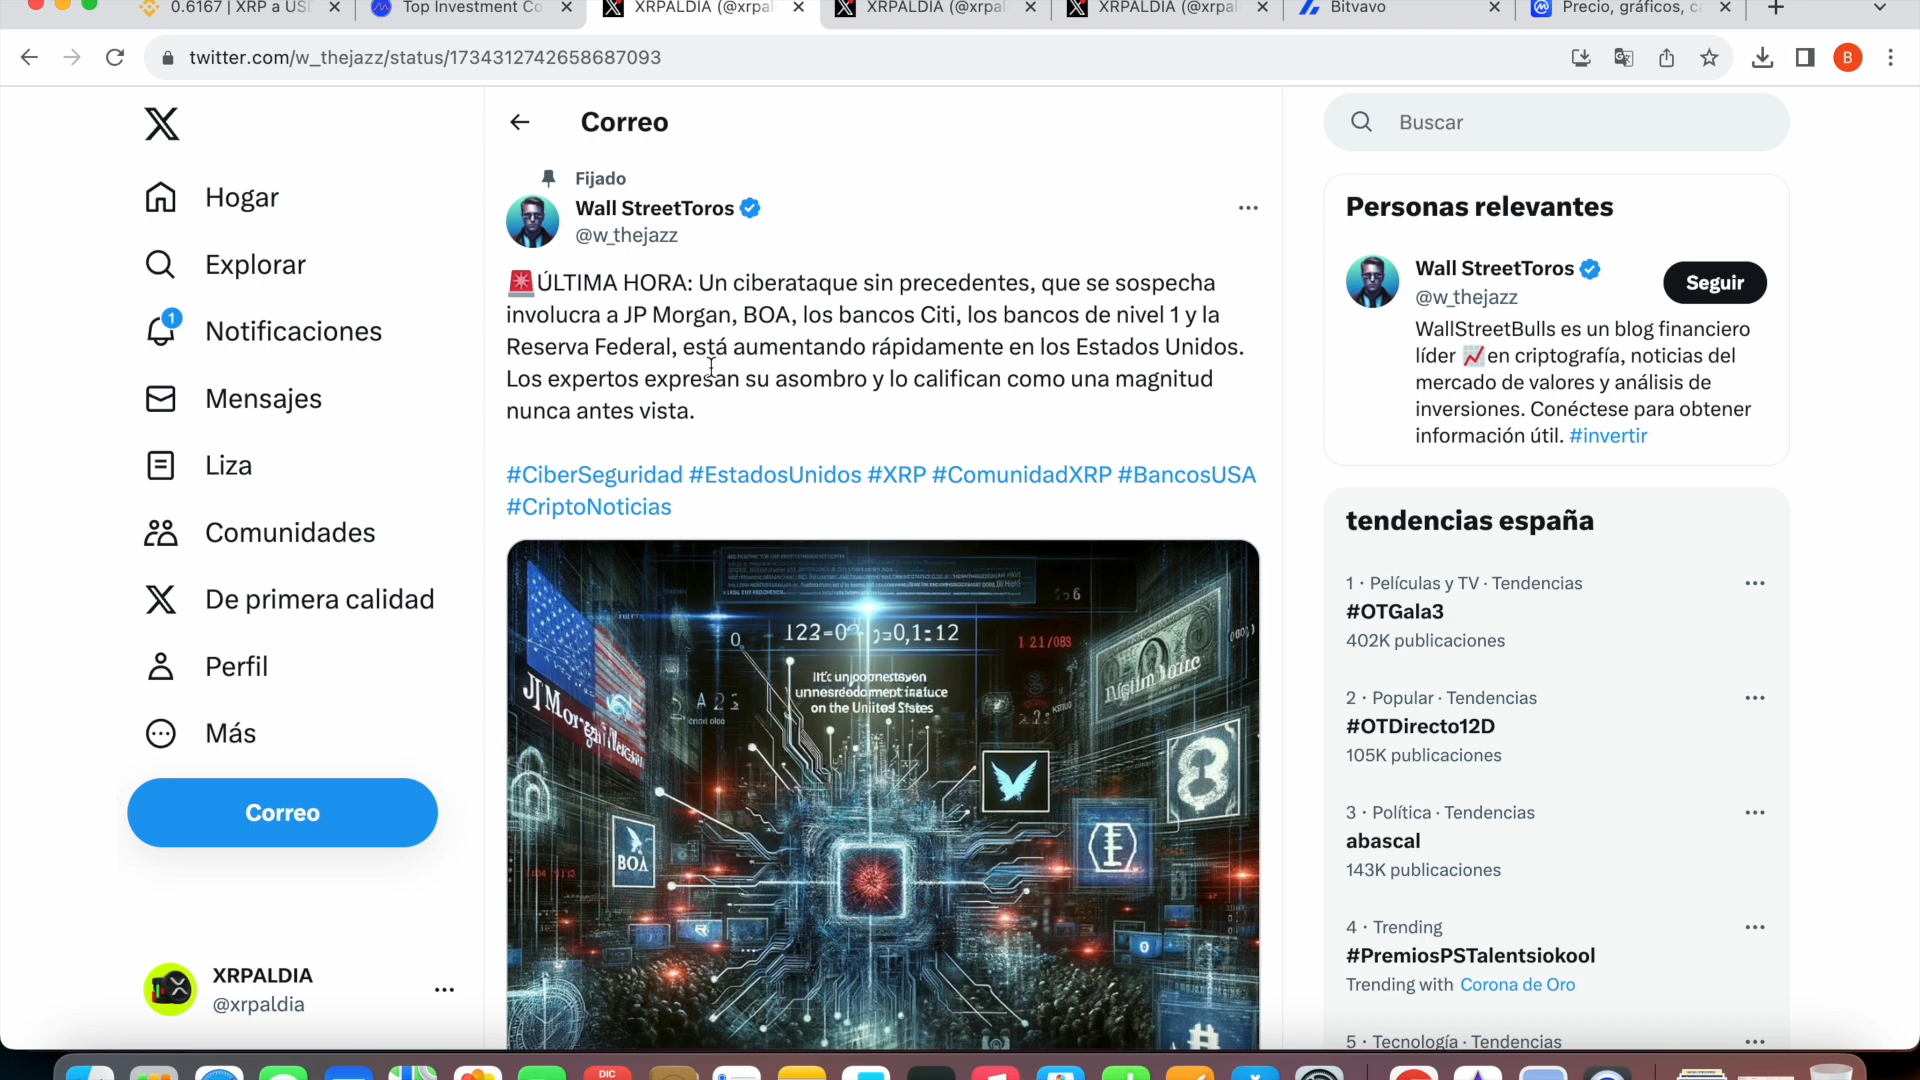 0.6167 | XRP a US
Top Investment Co
XRPALDIA (@xrpal
XRPALDIA (@xrpal
XRPALDIA (@xrpal
Bitvavo
Precio, gráficos, c
twitter.com/w_thejazz/status/1734312742658687093
B
Hogar
Explorar
1
Notificaciones
Mensajes
Liza
Comunidades
De primera calidad
Perfil
Más
Correo
XRPALDIA
@xrpaldia
Correo
Fijado
Wall StreetToros
@w_thejazz
ÚLTIMA HORA: Un ciberataque sin precedentes, que se sospecha
involucra a JP Morgan, BOA, los bancos Citi, los bancos de nivel 1 y la
Reserva Federal, está aumentando rápidamente en los Estados Unidos.
Los expertos expresan su asombro y lo califican como una magnitud
nunca antes vista.
#CiberSeguridad #EstadosUnidos #XRP #ComunidadXRP #BancosUSA
#CriptoNoticias
on the
BOA
Buscar
Personas relevantes
Wall StreetToros
@w_thejazz
Seguir
WallStreetBulls es un blog financiero
líder en criptografía, noticias del
mercado de valores y análisis de
inversiones. Conéctese para obtener
información útil. #invertir
tendencias españa
1 · Películas y TV · Tendencias
#OTGala3
402K publicaciones
2 · Popular · Tendencias
#OTDirecto12D
105K publicaciones
3 · Política · Tendencias
abascal
143K publicaciones
4 · Trending
#PremiosPSTalentsiokool
Trending with Corona de Oro
5 · Tecnología · Tendencias
DIC